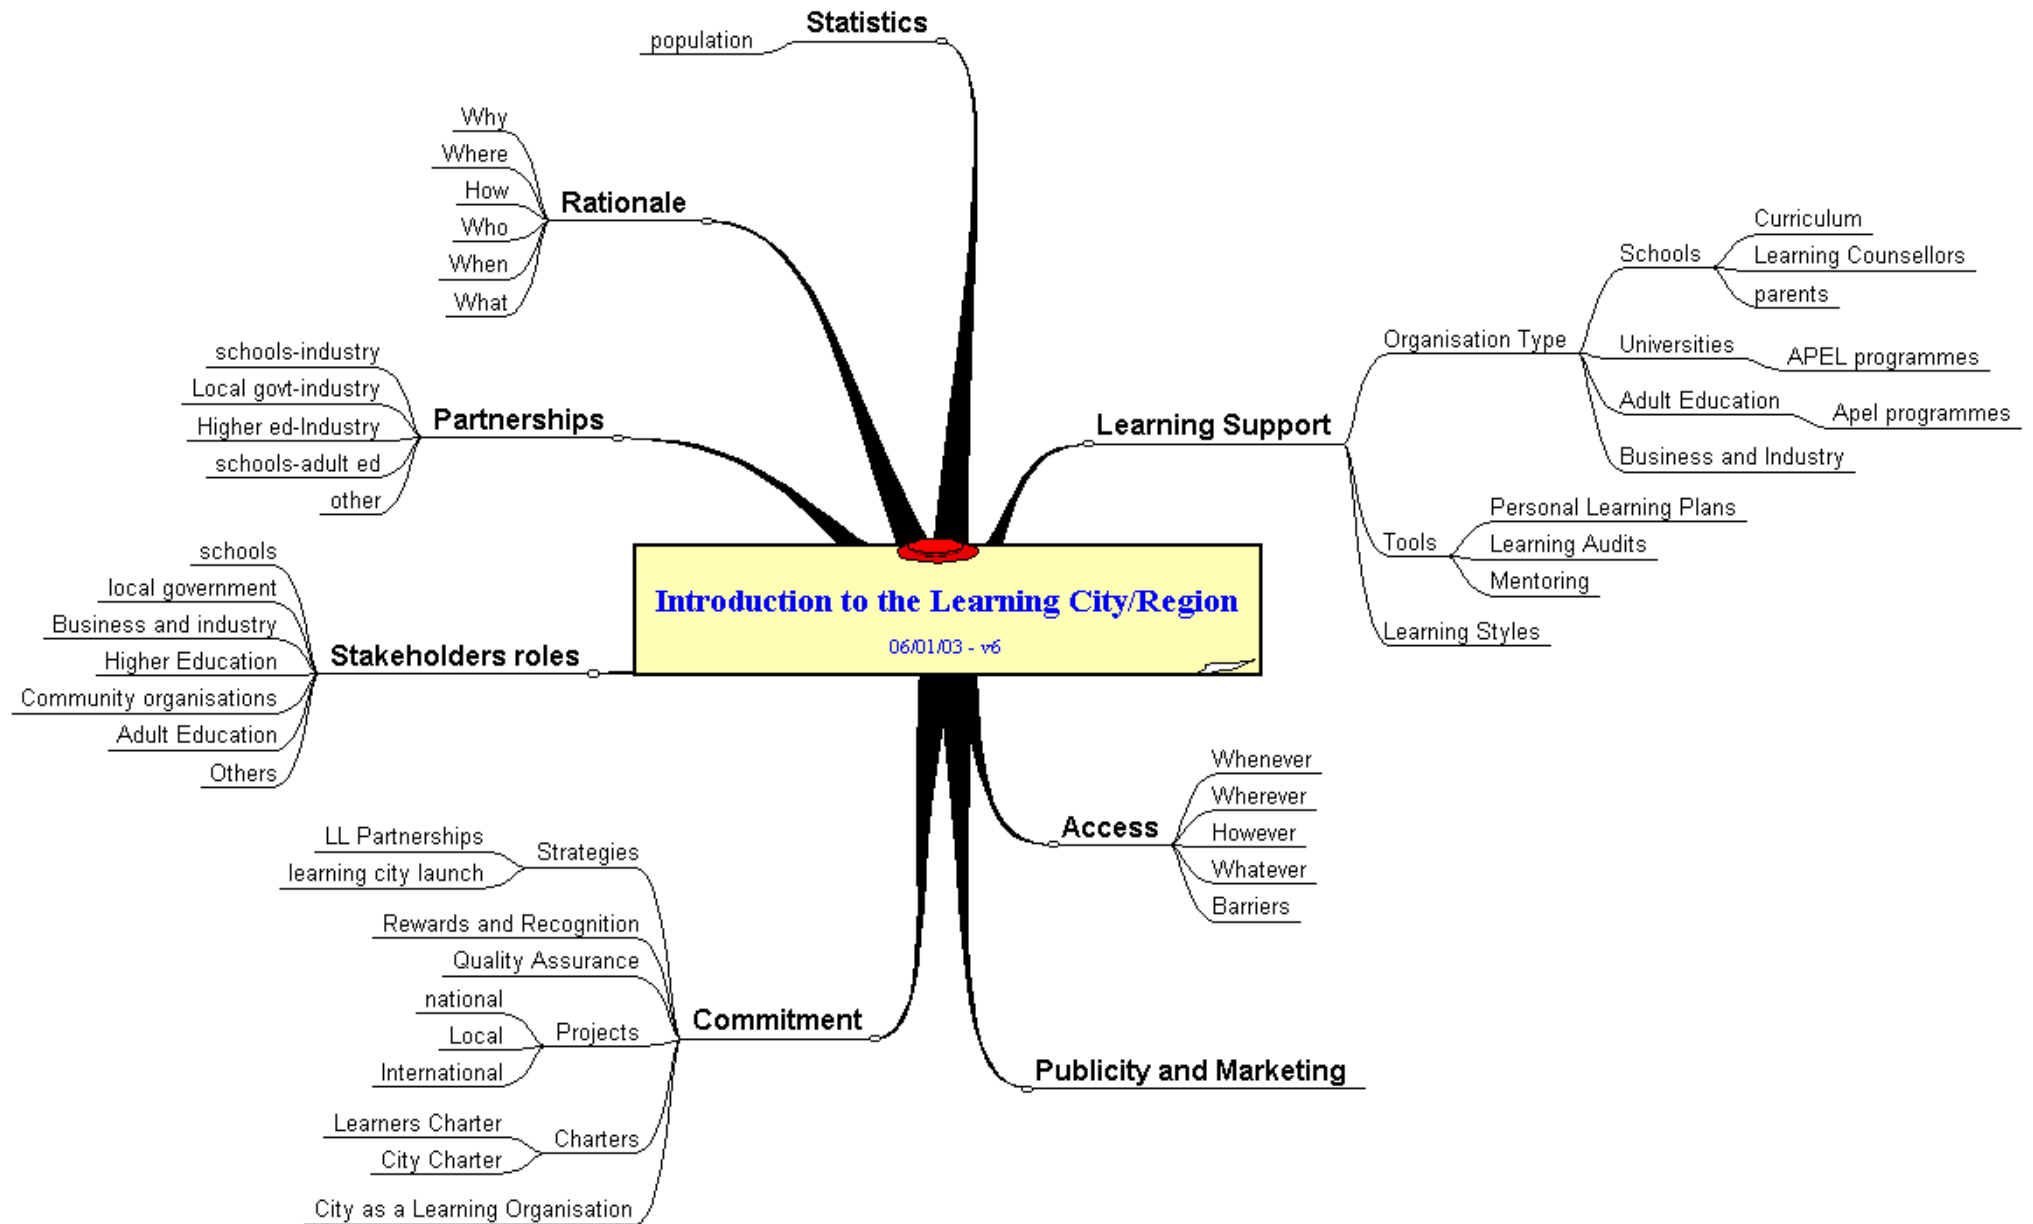 Statistics
population
Rationale
Why
Where
How
Who
When
What
Partnerships
schools-industry
Local govt-industry
Higher ed-Industry
schools-adult ed
other
Stakeholders roles
schools
local government
Business and industry
Higher Education
Community organisations
Adult Education
Others
Commitment
Strategies
LL Partnerships
learning city launch
Rewards and Recognition
Quality Assurance
Projects
national
Local
International
Charters
Learners Charter
City Charter
City as a Learning Organisation
Introduction to the Learning City/Region
06/01/03 - v6
Learning Support
Organisation Type
Schools
Curriculum
Learning Counsellors
parents
Universities
APEL programmes
Adult Education
Apel programmes
Business and Industry
Tools
Personal Learning Plans
Learning Audits
Mentoring
Learning Styles
Access
Whenever
Wherever
However
Whatever
Barriers
Publicity and Marketing